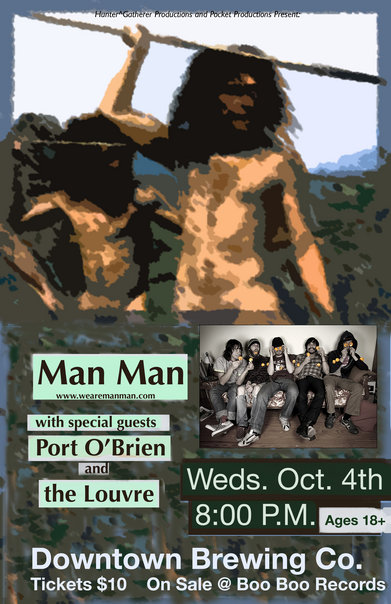 Hunter^Gatherer Productions and Pocket Productions Present:
Man Man
www.wearemanman.com
with special guests
Port O'Brien
and
the Louvre
Weds. Oct. 4th
8:00 P.M.
Ages 18+
Downtown Brewing Co.
Tickets $10 On Sale @ Boo Boo Records